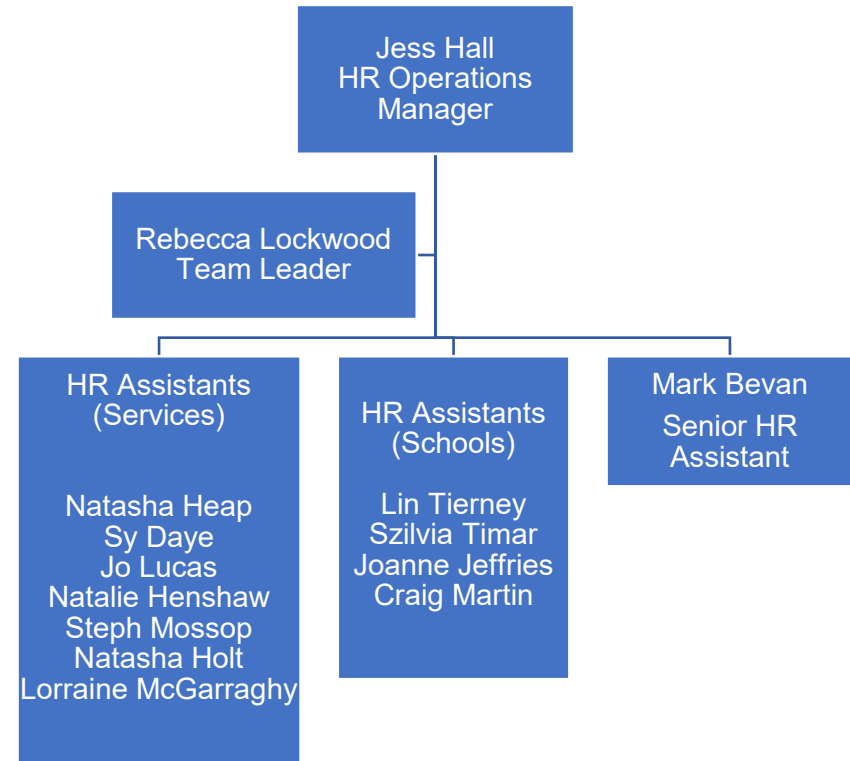 Jess Hall
HR Operations
Manager
Rebecca Lockwood
Team Leader
HR Assistants
(Services)
Natasha Heap
Sy Daye
Jo Lucas
Natalie Henshaw
Steph Mossop
Natasha Holt
Lorraine McGarraghy
HR Assistants
(Schools)
Lin Tierney
Szilvia Timar
Joanne Jeffries
Craig Martin
Mark Bevan
Senior HR
Assistant